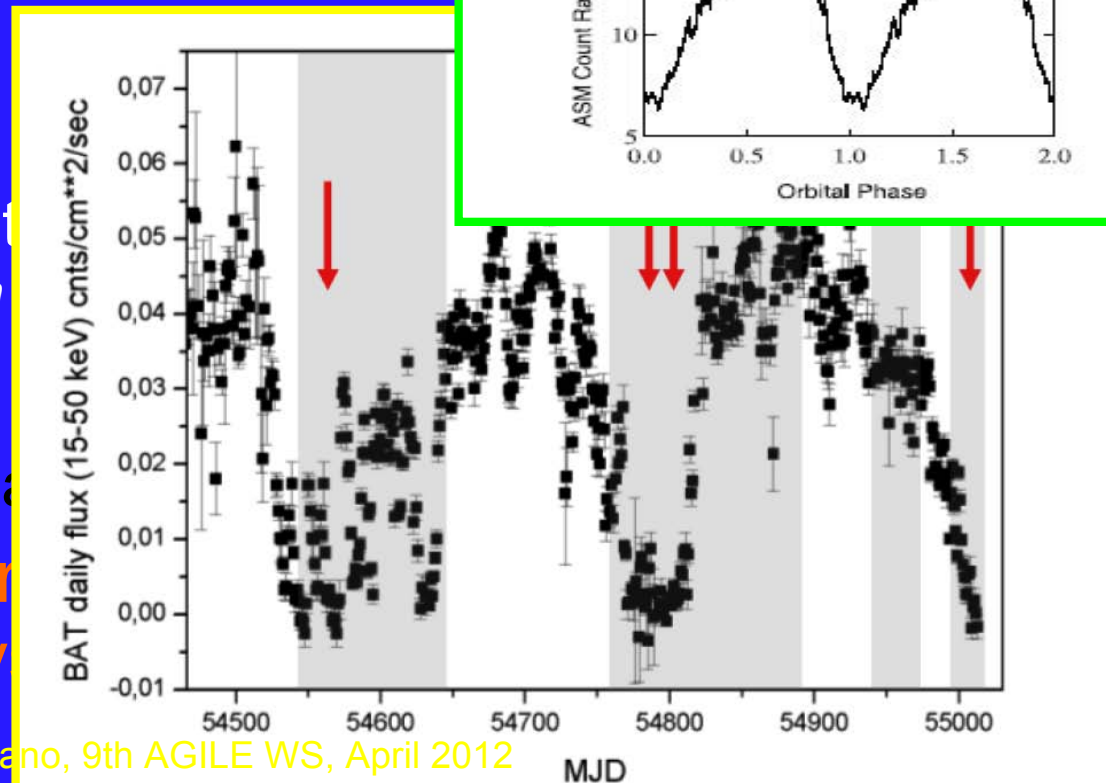 10
5
ASM Count Ra
0.0 0.5 1.0 1.5 2.0
Orbital Phase
BAT daily flux (15-50 keV) cnts/cm**2/sec
0,07
0,06
0,05
0,04
0,03
0,02
0,01
0,00
-0,01
54500 54600 54700 54800 54900 55000
MJD
ano, 9th AGILE WS, April 2012